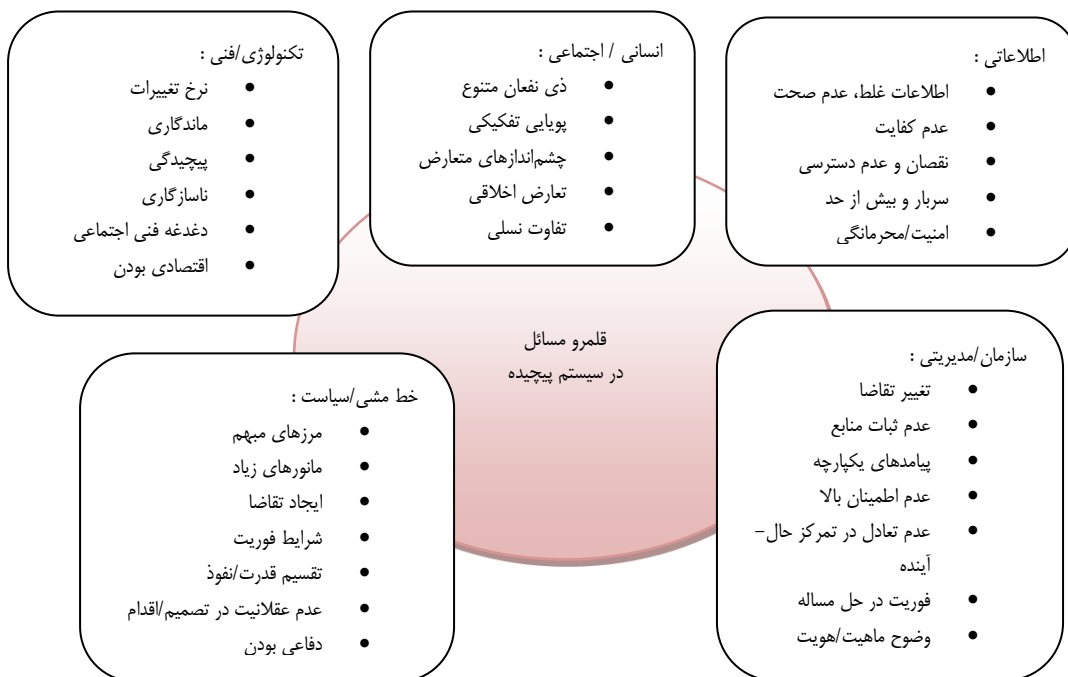 اطلاعاتی :
● اطلاعات غلط، عدم صحت
● عدم کفایت
● نقصان و عدم دسترسی
● سربار و بیش از حد
● امنیت/محرمانگی
انسانی / اجتماعی :
● ذی نفعان متنوع
● پویایی تفکیکی
● چشم‌اندازهای متعارض
● تعارض اخلاقی
● تفاوت نسلی
تکنولوژی/فنی :
● نرخ تغییرات
● ماندگاری
● پیچیدگی
● ناسازگاری
● دغدغه فنی اجتماعی
● اقتصادی بودن
قلمرو مسائل
در سیستم پیچیده
سازمان/مدیریتی :
● تغییر تقاضا
● عدم ثبات منابع
● پیامدهای یکپارچه
● عدم اطمینان بالا
● عدم تعادل در تمرکز حال–
آینده
● فوریت در حل مساله
● وضوح ماهیت/هویت
خط مشی/سیاست :
● مرزهای مبهم
● مانورهای زیاد
● ایجاد تقاضا
● شرایط فوریت
● تقسیم قدرت/نفوذ
● عدم عقلانیت در تصمیم/اقدام
● دفاعی بودن